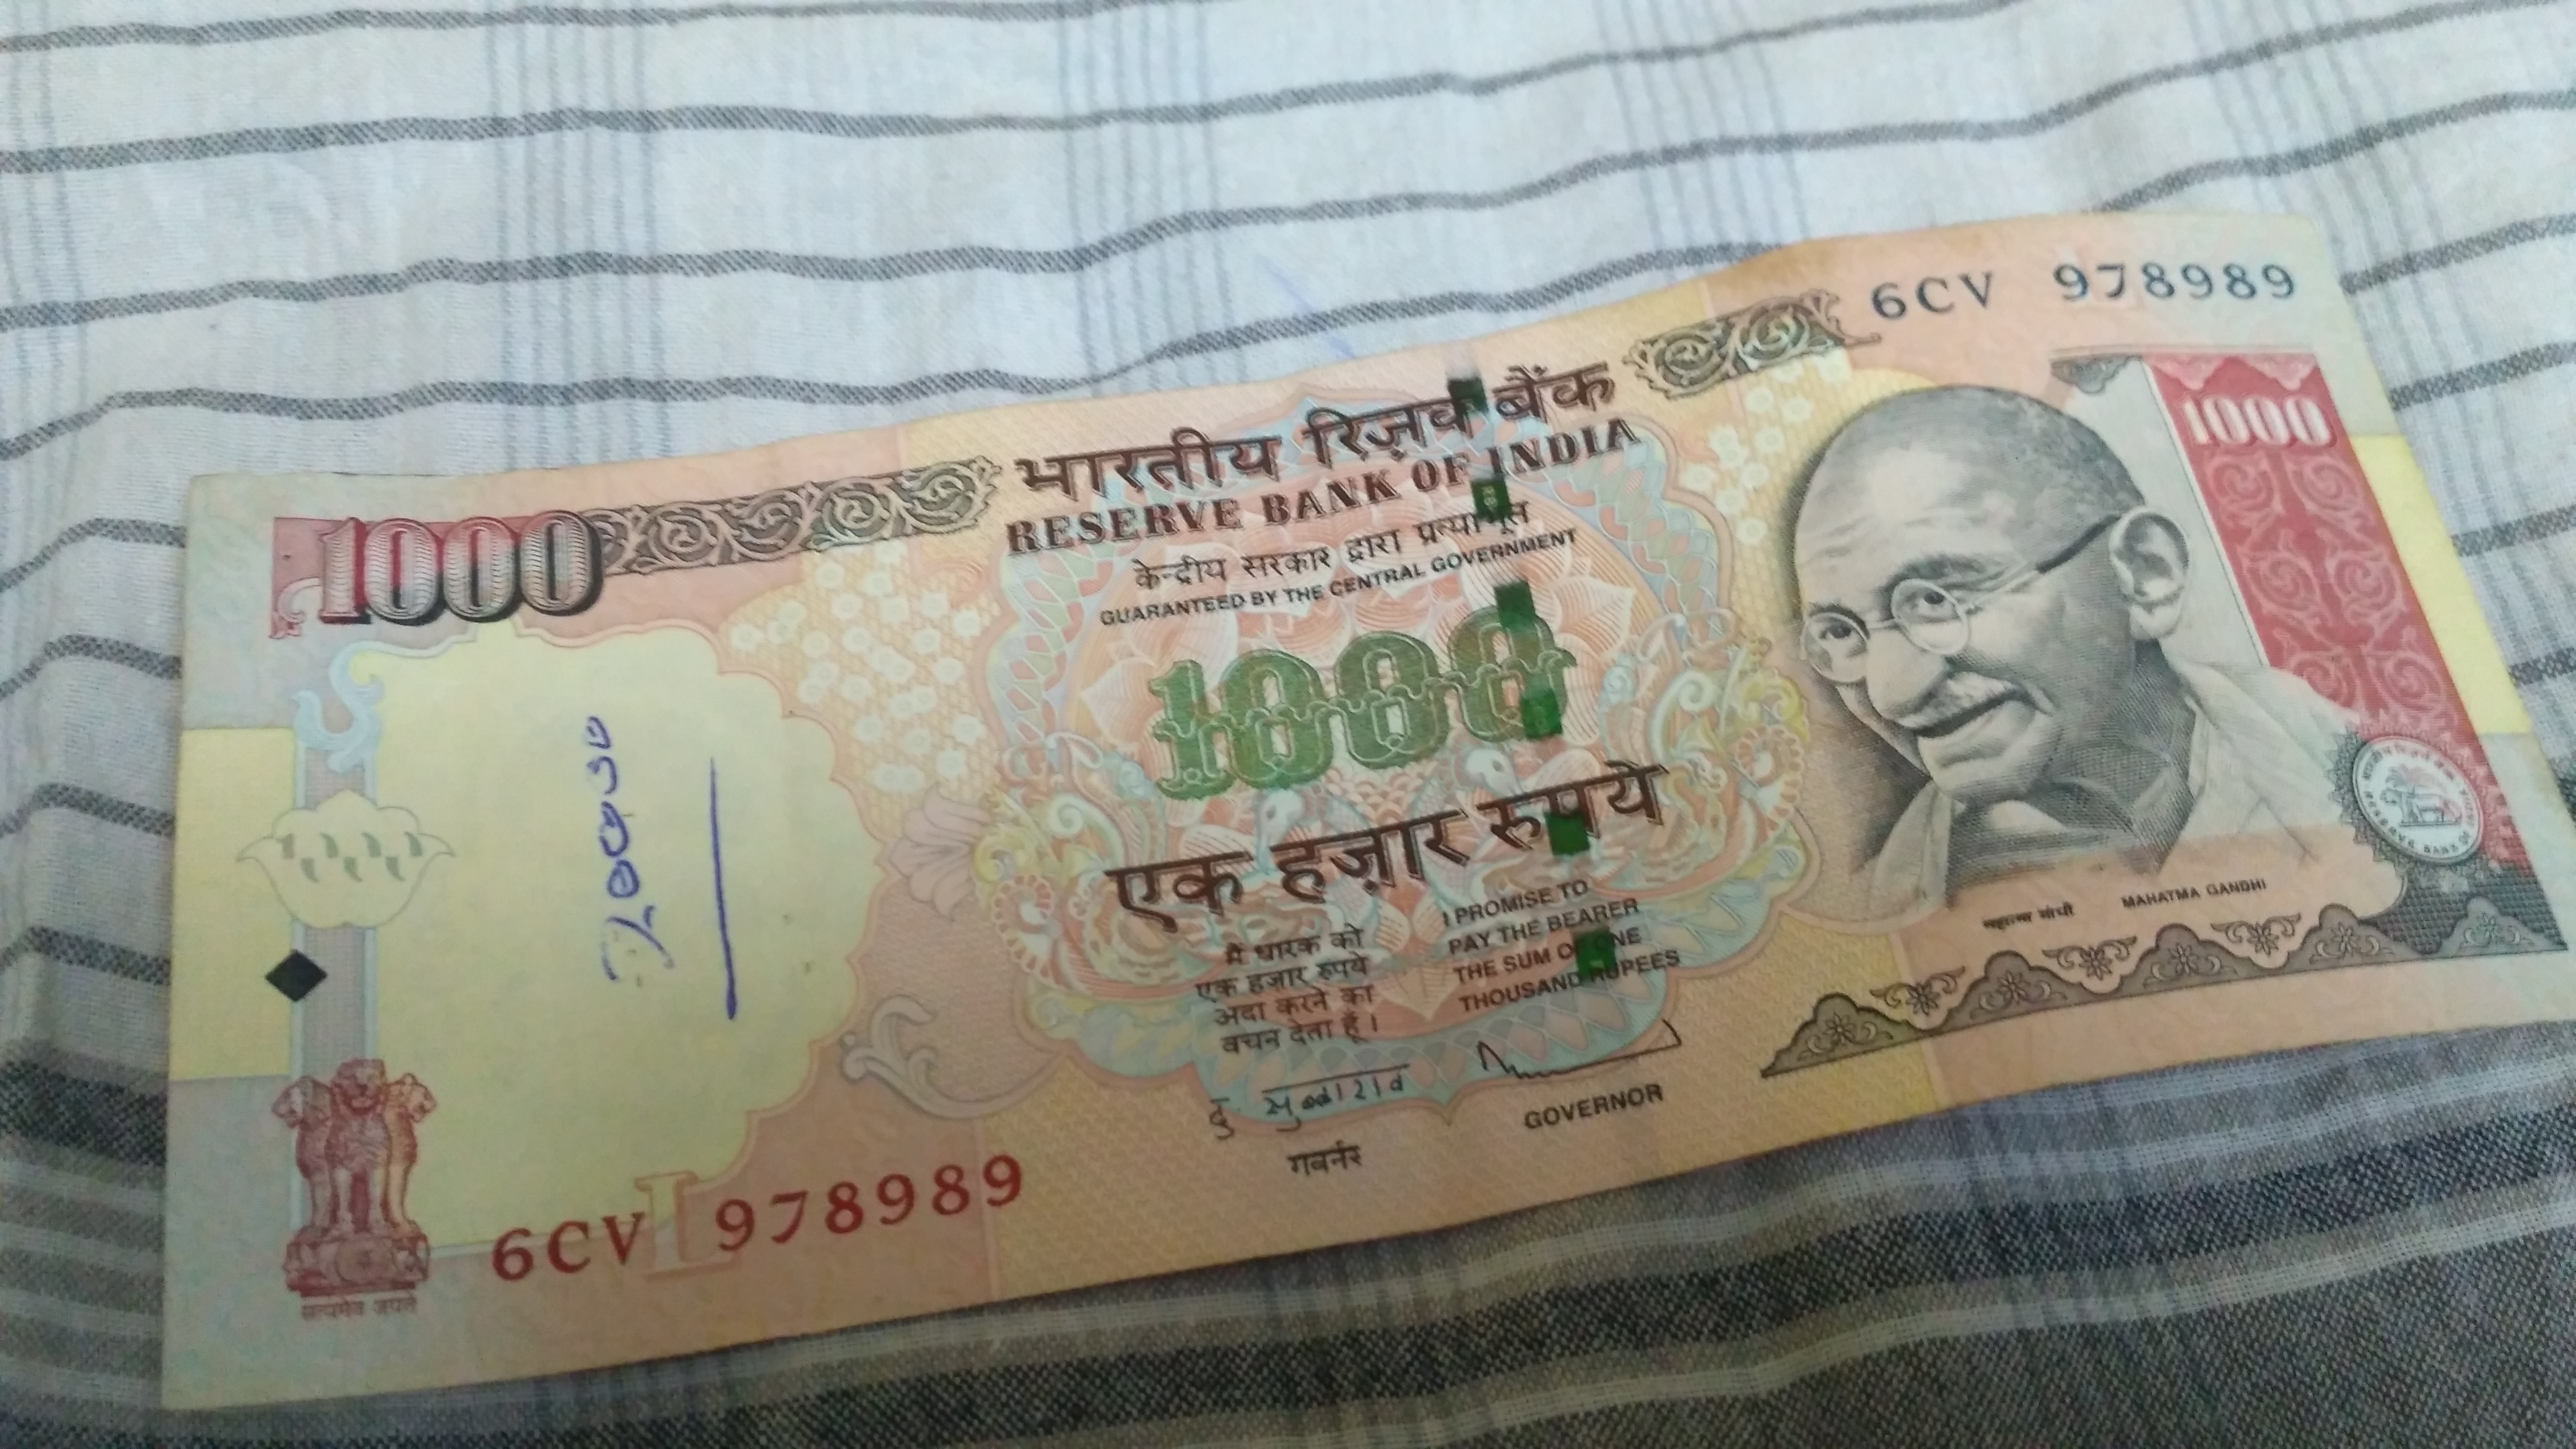 6CV 978989
1000
भारतीय रिज़र्व बैंक
RESERVE BANK OF INDIA
केन्द्रीय सरकार द्वारा प्रत्याभूत
GUARANTEED BY THE CENTRAL GOVERNMENT
1000
1000
एक हज़ार रुपये
मैं धारक को
एक हज़ार रुपये
अदा करने का
वचन देता हूँ।
I PROMISE TO
PAY THE BEARER
THE SUM OF ONE
THOUSAND RUPEES
गवर्नर
GOVERNOR
महात्मा गांधी
MAHATMA GANDHI
6CV 978989
सत्यमेव जयते